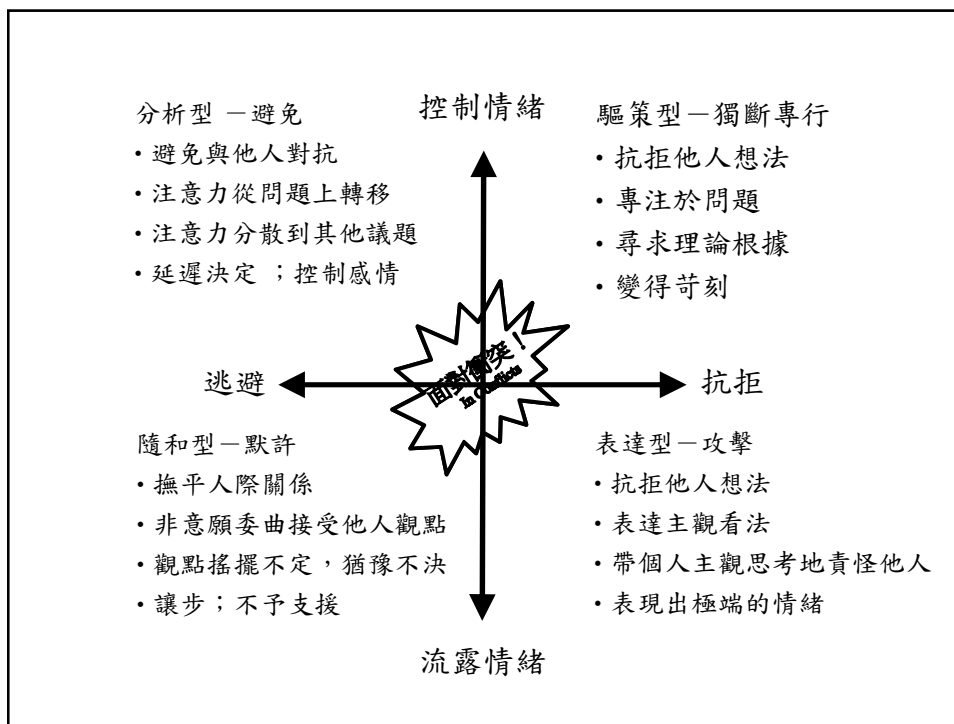 控制情緒
分析型 －避免
・避免與他人對抗
・注意力從問題上轉移
・注意力分散到其他議題
・延遲決定 ；控制感情
驅策型－獨斷專行
・抗拒他人想法
・專注於問題
・尋求理論根據
・變得苛刻
逃避
面對衝突！
In Conflicts
抗拒
隨和型－默許
・撫平人際關係
・非意願委曲接受他人觀點
・觀點搖擺不定，猶豫不決
・讓步；不予支援
表達型－攻擊
・抗拒他人想法
・表達主觀看法
・帶個人主觀思考地責怪他人
・表現出極端的情緒
流露情緒